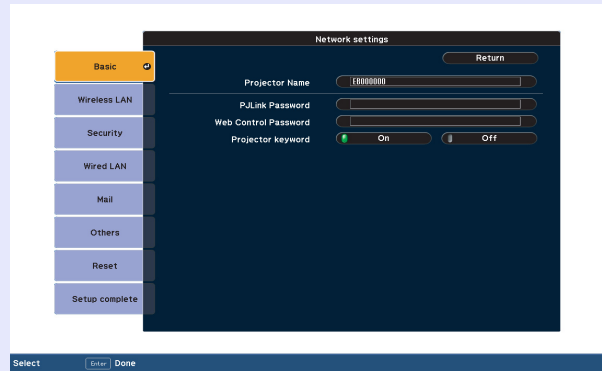 Network settings
Basic
Return
Projector Name
EB000000
Wireless LAN
PJLink Password
Web Control Password
Security
Projector keyword
On
Off
Wired LAN
Mail
Others
Reset
Setup complete
Select
Enter
Done